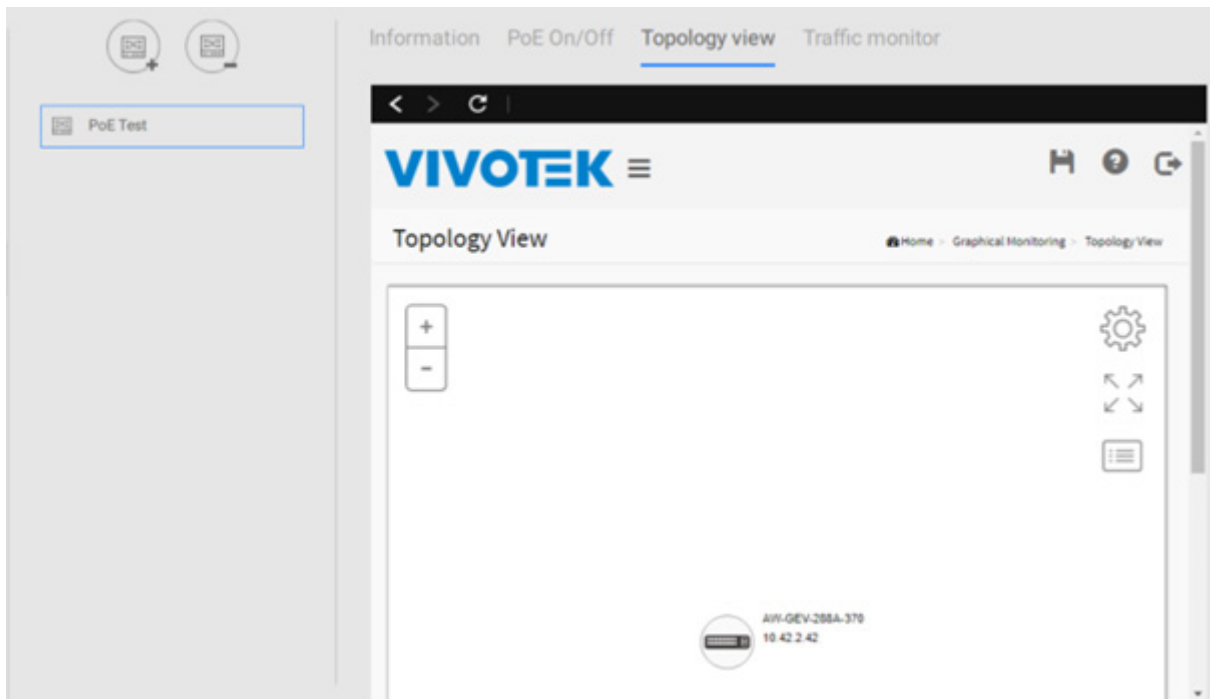 Information PoE On/Off Topology view Traffic monitor
PoE Test
VIVOTEK
Topology View
Home > Graphical Monitoring > Topology View
AW-GEV-288A-370
10.42.2.42